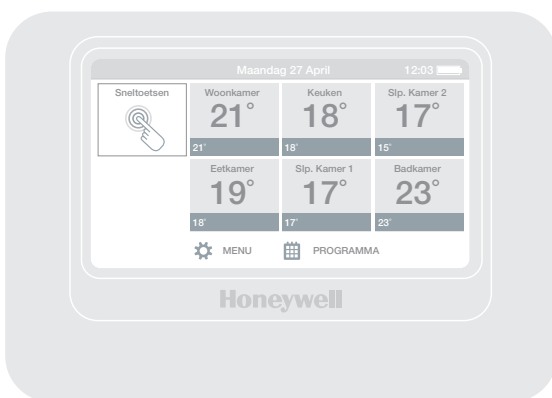 Maandag 27 April 12:03
Sneltoetsen
Woonkamer
21°
21°
Keuken
18°
18°
Slp. Kamer 2
17°
15°
Eetkamer
19°
18°
Slp. Kamer 1
17°
17°
Badkamer
23°
23°
MENU
PROGRAMMA
Honeywell